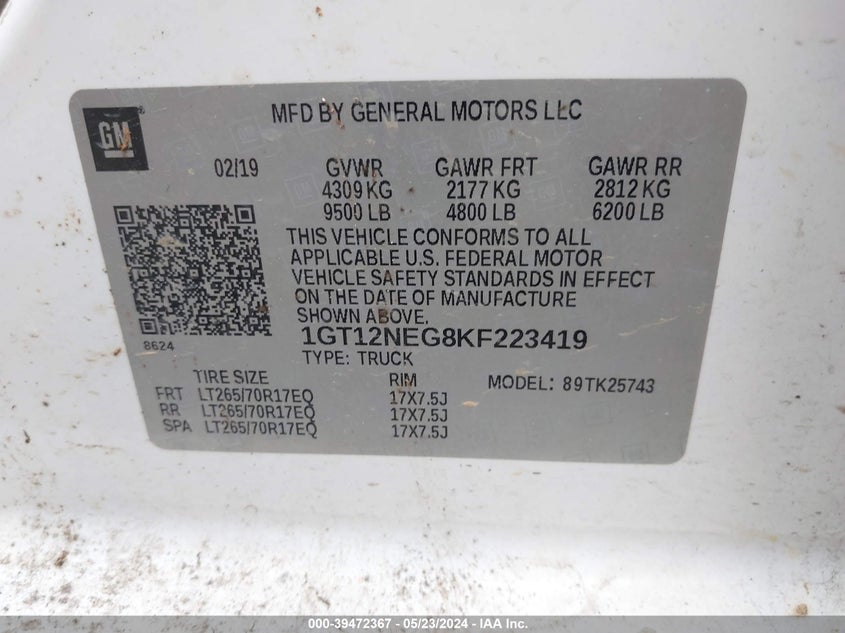 GM
MFD BY GENERAL MOTORS LLC
02/19 GVWR GAWR FRT GAWR RR
4309 KG 2177 KG 2812 KG
9500 LB 4800 LB 6200 LB
THIS VEHICLE CONFORMS TO ALL
APPLICABLE U.S. FEDERAL MOTOR
VEHICLE SAFETY STANDARDS IN EFFECT
ON THE DATE OF MANUFACTURE
SHOWN ABOVE.
8624
1GT12NEG8KF223419
TYPE: TRUCK
TIRE SIZE RIM MODEL: 89TK25743
FRT LT265/70R17EQ 17X7.5J
RR LT265/70R17EQ 17X7.5J
SPA LT265/70R17EQ 17X7.5J
000-39472367 - 05/23/2024 - IAA Inc.